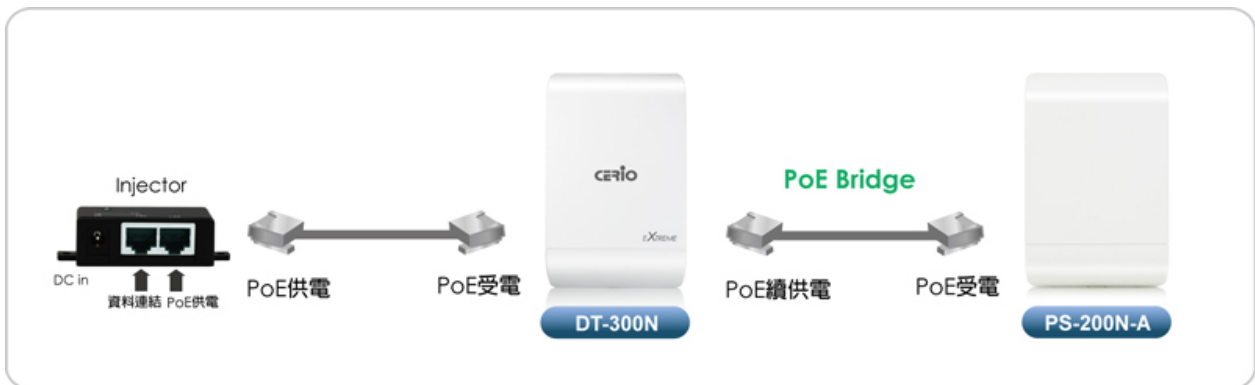 Injector
DC in
資料連結 PoE供電
PoE供電
PoE受電
CERIO
eXTREME
DT-300N
PoE Bridge
PoE續供電
PoE受電
PS-200N-A